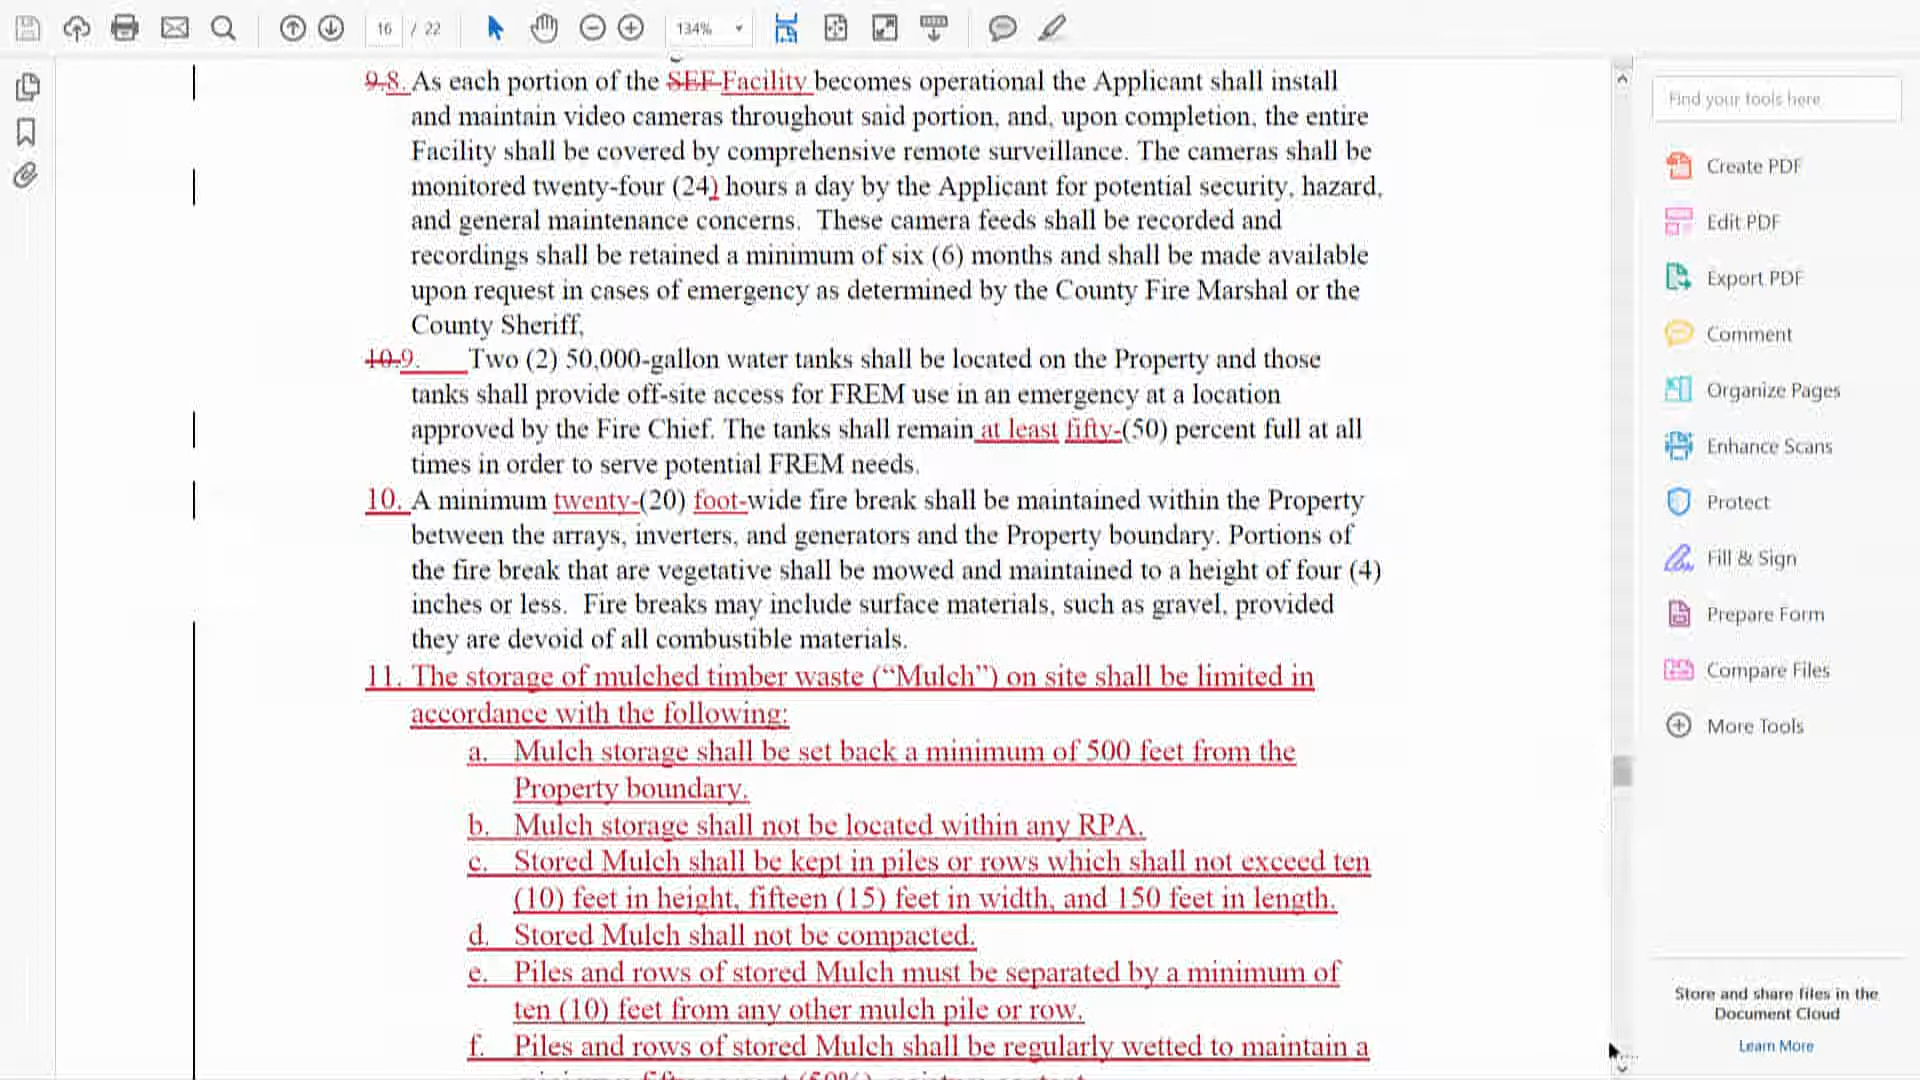 16 / 22
134%
9.8. As each portion of the SEF Facility becomes operational the Applicant shall install
and maintain video cameras throughout said portion, and, upon completion, the entire
Facility shall be covered by comprehensive remote surveillance. The cameras shall be
monitored twenty-four (24) hours a day by the Applicant for potential security, hazard,
and general maintenance concerns. These camera feeds shall be recorded and
recordings shall be retained a minimum of six (6) months and shall be made available
upon request in cases of emergency as determined by the County Fire Marshal or the
County Sheriff,
10.9. Two (2) 50,000-gallon water tanks shall be located on the Property and those
tanks shall provide off-site access for FREM use in an emergency at a location
approved by the Fire Chief. The tanks shall remain at least fifty-(50) percent full at all
times in order to serve potential FREM needs.
10. A minimum twenty-(20) foot-wide fire break shall be maintained within the Property
between the arrays, inverters, and generators and the Property boundary. Portions of
the fire break that are vegetative shall be mowed and maintained to a height of four (4)
inches or less. Fire breaks may include surface materials, such as gravel, provided
they are devoid of all combustible materials.
11. The storage of mulched timber waste (“Mulch”) on site shall be limited in
accordance with the following:
a. Mulch storage shall be set back a minimum of 500 feet from the
Property boundary.
b. Mulch storage shall not be located within any RPA.
c. Stored Mulch shall be kept in piles or rows which shall not exceed ten
(10) feet in height, fifteen (15) feet in width, and 150 feet in length.
d. Stored Mulch shall not be compacted.
e. Piles and rows of stored Mulch must be separated by a minimum of
ten (10) feet from any other mulch pile or row.
f. Piles and rows of stored Mulch shall be regularly wetted to maintain a
Find your tools here
Create PDF
Edit PDF
Export PDF
Comment
Organize Pages
Enhance Scans
Protect
Fill & Sign
Prepare Form
Compare Files
More Tools
Store and share files in the
Document Cloud
Learn More